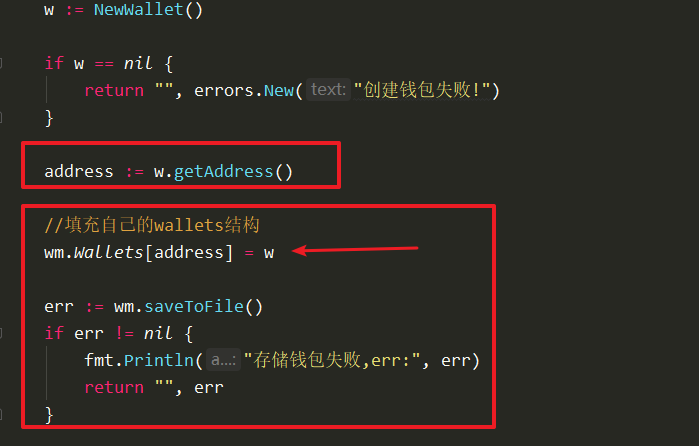 w := NewWallet()
if w == nil {
return "", errors.New( text: "创建钱包失败!")
}
address := w.getAddress()
//填充自己的wallets结构
wm.Wallets[address] = w
err := wm.saveToFile()
if err != nil {
fmt.Println( a...: "存储钱包失败,err:", err)
return "", err
}